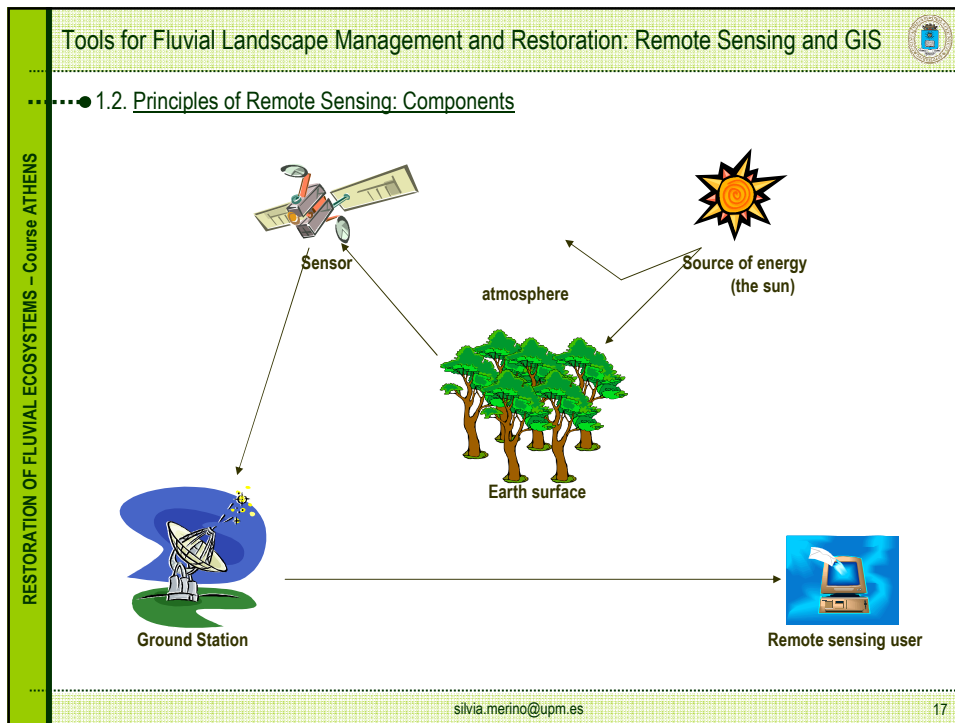 Tools for Fluvial Landscape Management and Restoration: Remote Sensing and GIS
1.2. Principles of Remote Sensing: Components
RESTORATION OF FLUVIAL ECOSYSTEMS – Course ATHENS
Sensor
Source of energy
(the sun)
atmosphere
Earth surface
Ground Station
Remote sensing user
silvia.merino@upm.es
17